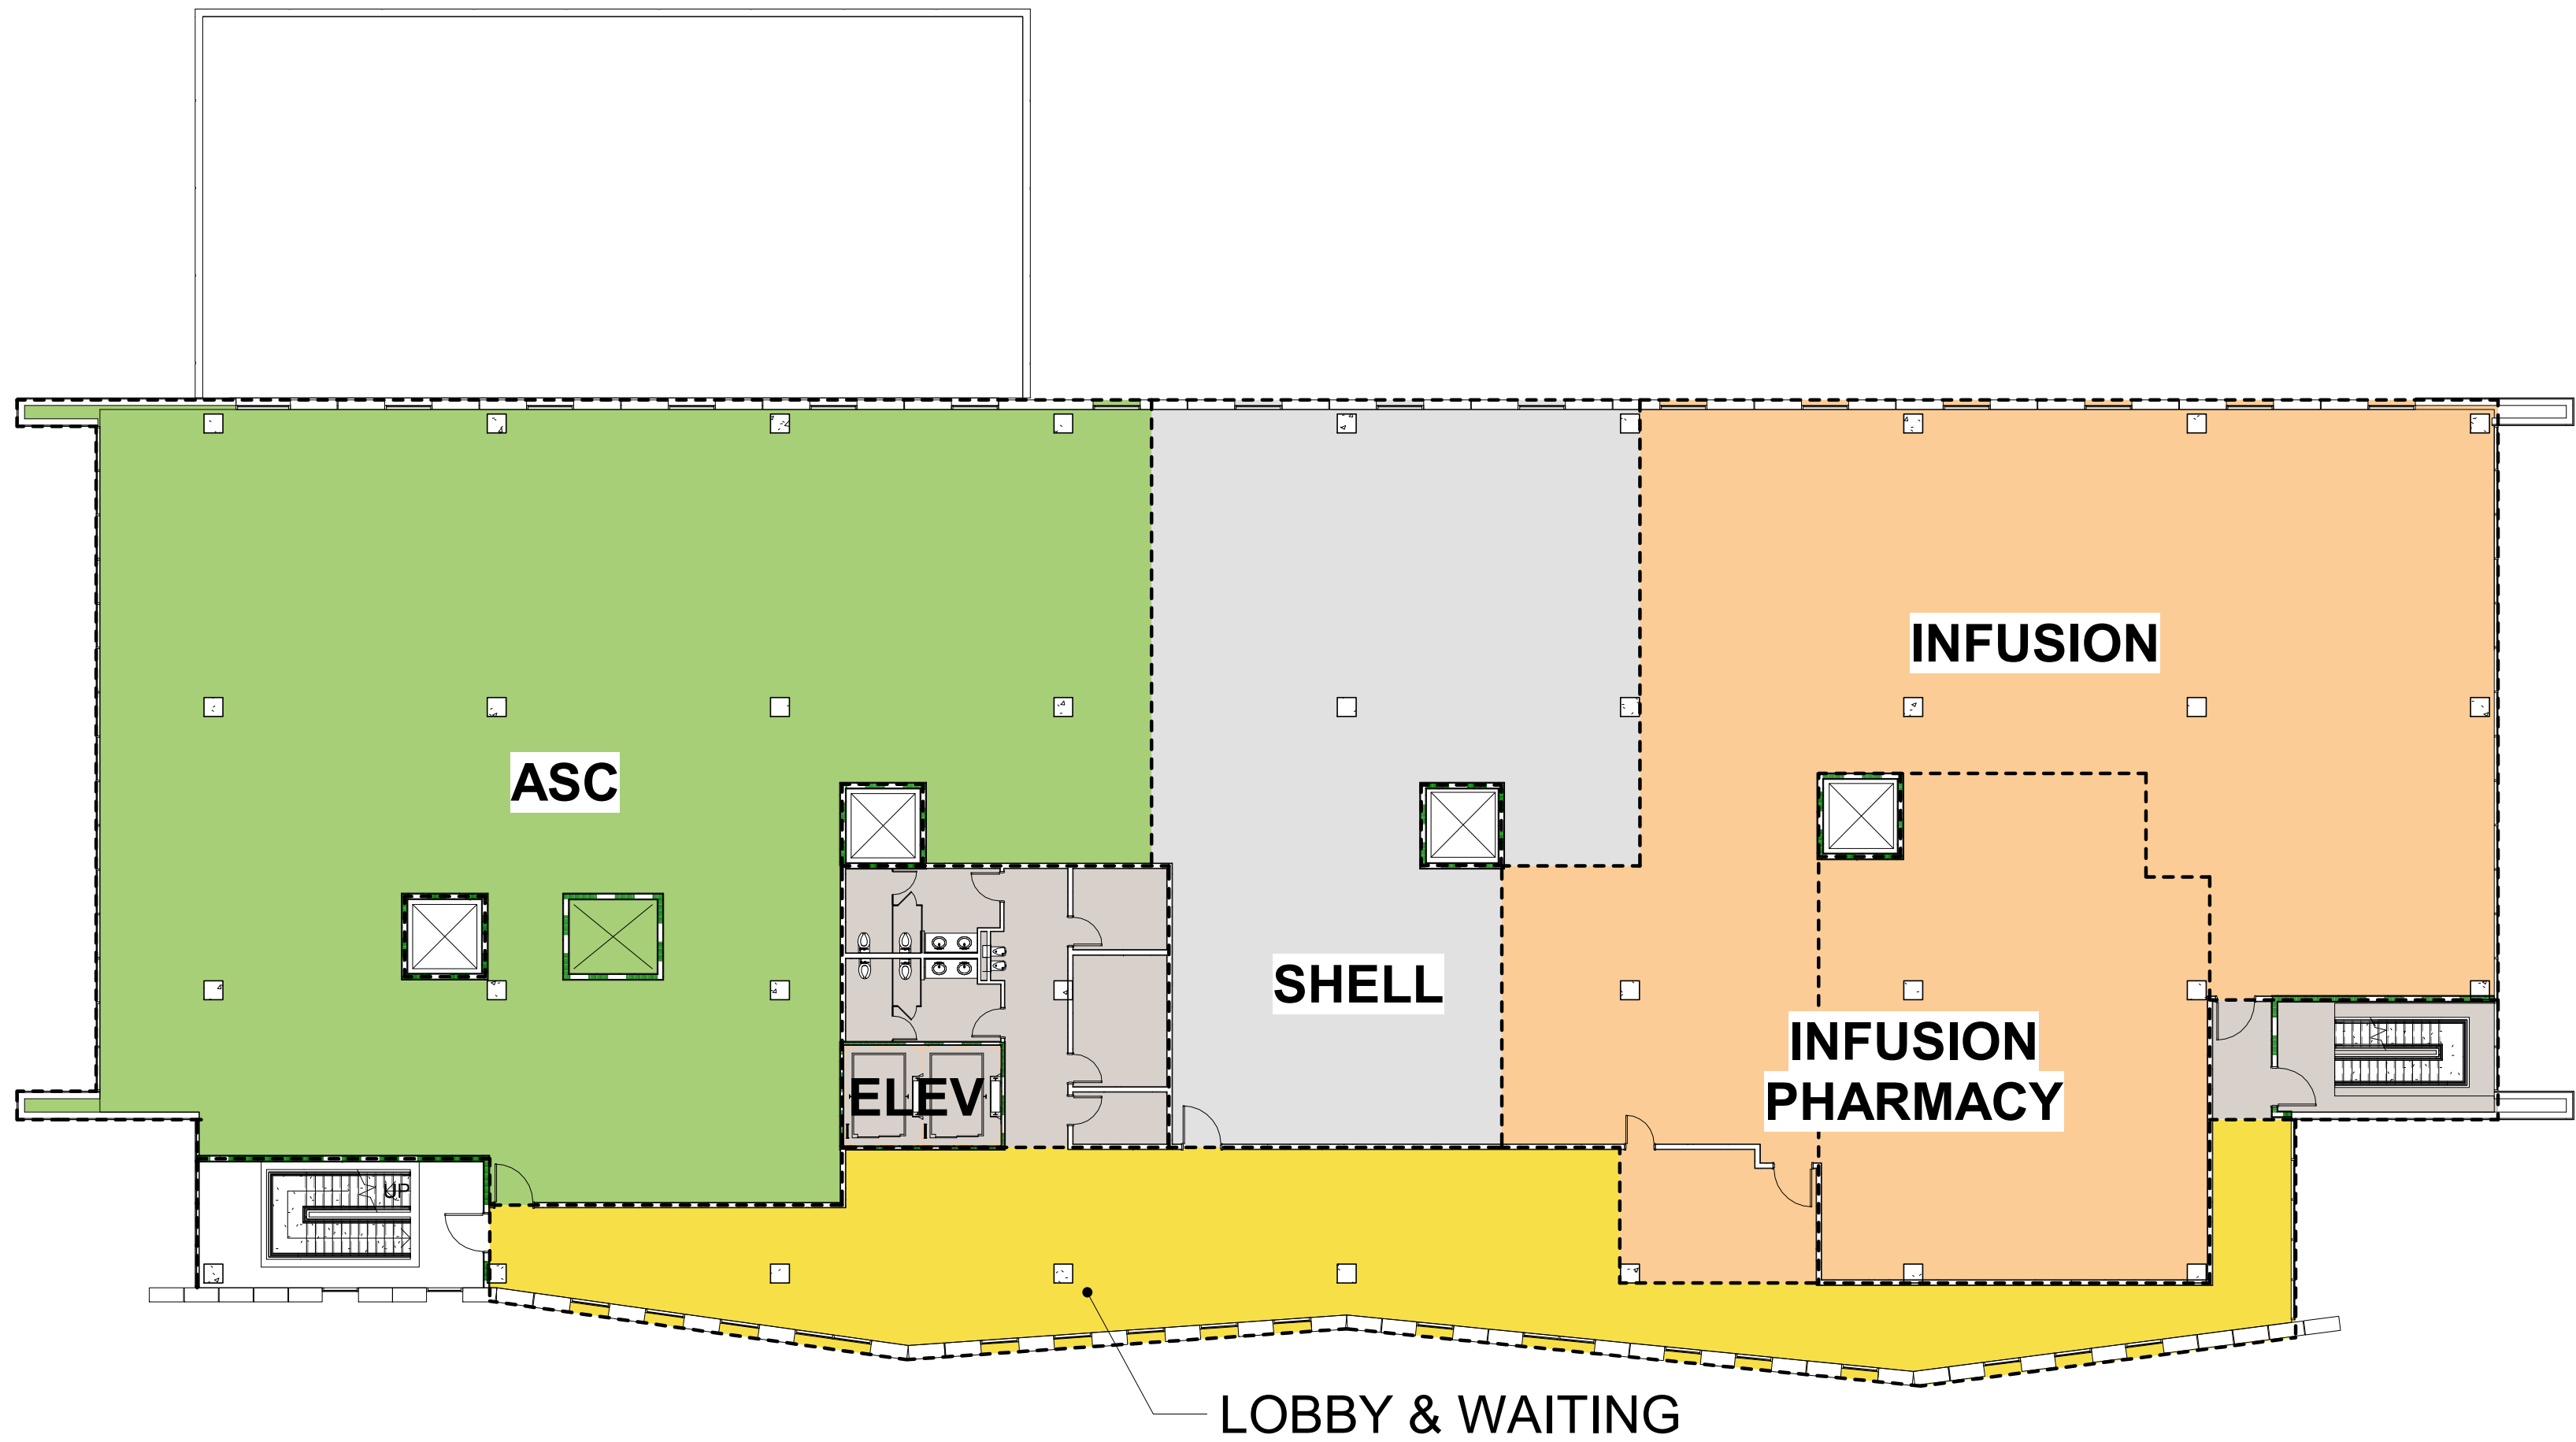 INFUSION
ASC
SHELL
INFUSION
PHARMACY
ELEV
UP
LOBBY & WAITING